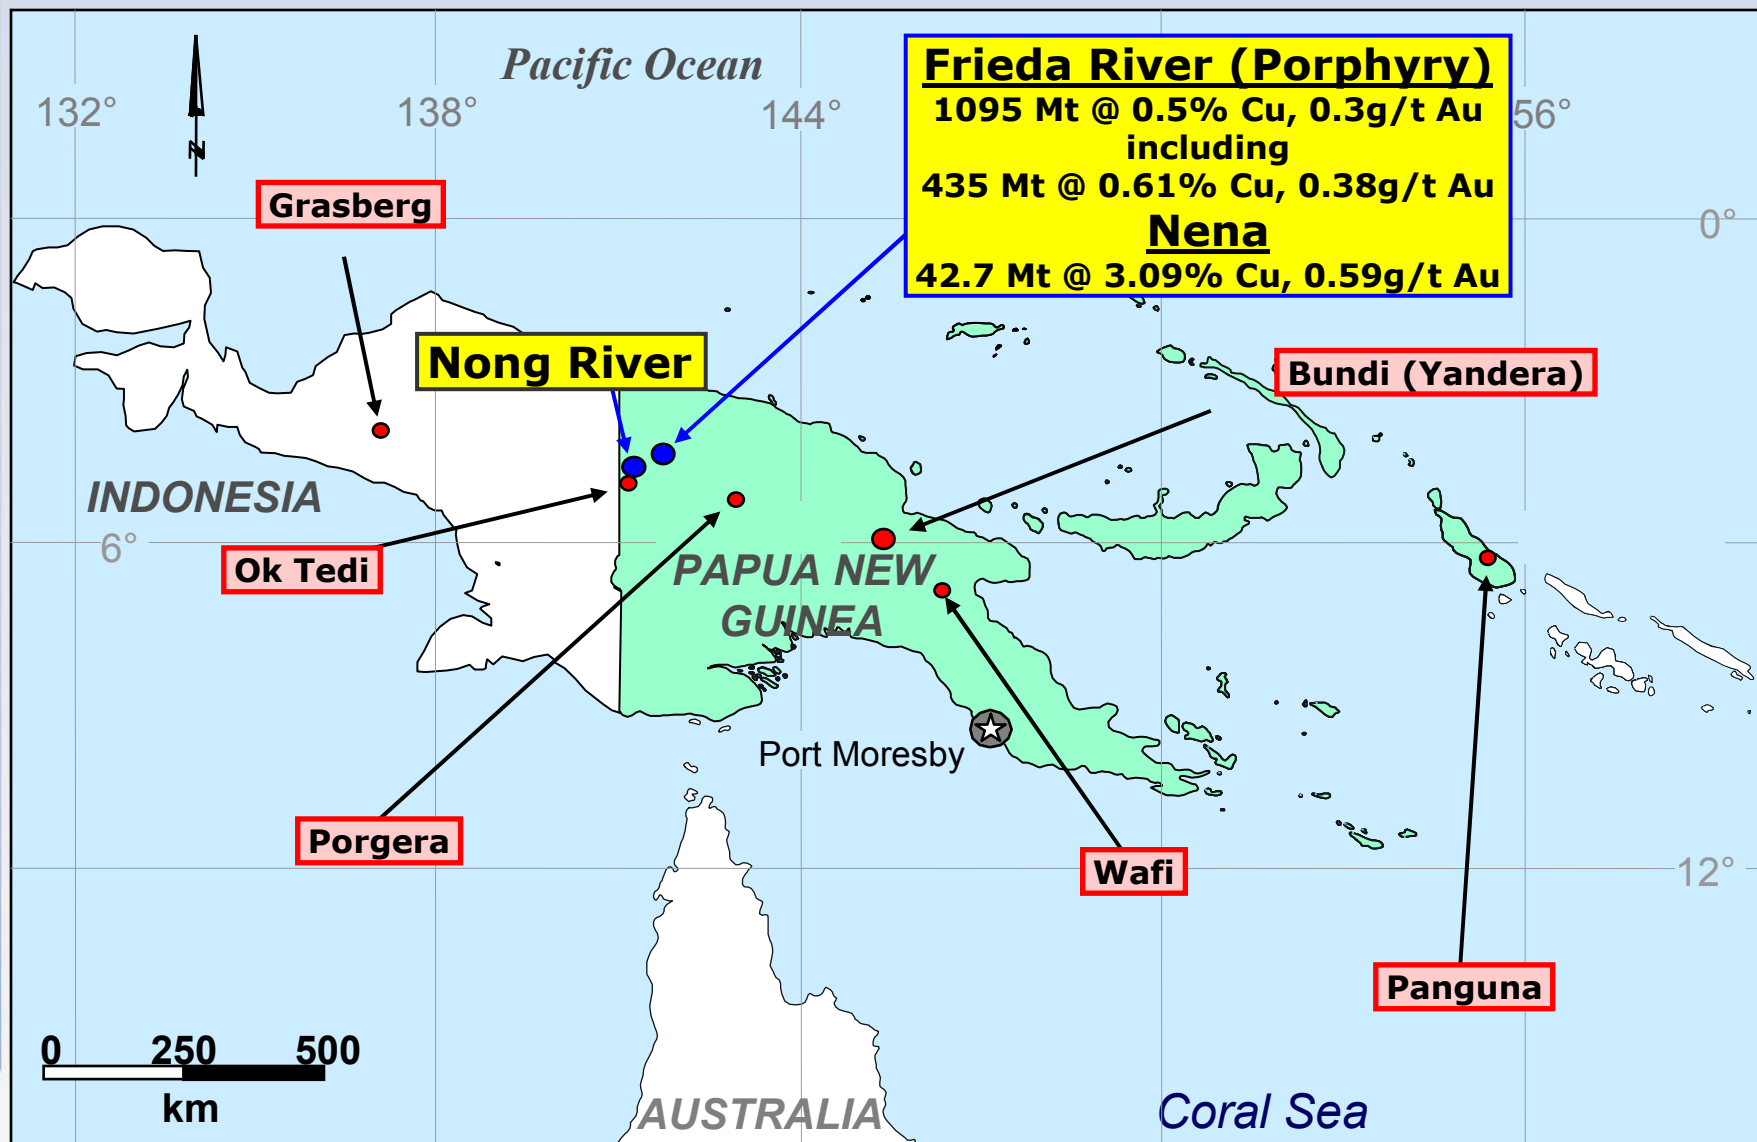 Pacific Ocean
132°
138°
144°
56°
N
Frieda River (Porphyry)
1095 Mt @ 0.5% Cu, 0.3g/t Au
including
435 Mt @ 0.61% Cu, 0.38g/t Au
Nena
42.7 Mt @ 3.09% Cu, 0.59g/t Au
Grasberg
0°
Nong River
Bundi (Yandera)
INDONESIA
6°
Ok Tedi
PAPUA NEW
GUINEA
Port Moresby
Porgera
Wafi
12°
Panguna
0 250 500
km
AUSTRALIA
Coral Sea